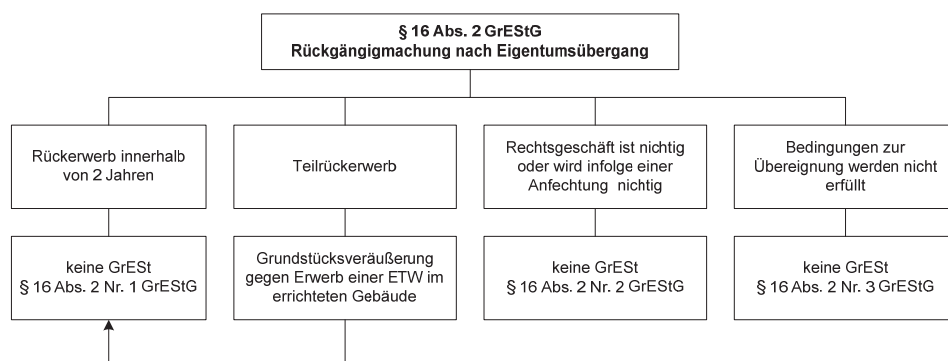 § 16 Abs. 2 GrEStG
Rückgängigmachung nach Eigentumsübergang
Rückerwerb innerhalb
von 2 Jahren
Teilrückerwerb
Rechtsgeschäft ist nichtig
oder wird infolge einer
Anfechtung nichtig
Bedingungen zur
Übereignung werden nicht
erfüllt
keine GrESt
§ 16 Abs. 2 Nr. 1 GrEStG
Grundstücksveräußerung
gegen Erwerb einer ETW im
errichteten Gebäude
keine GrESt
§ 16 Abs. 2 Nr. 2 GrEStG
keine GrESt
§ 16 Abs. 2 Nr. 3 GrEStG